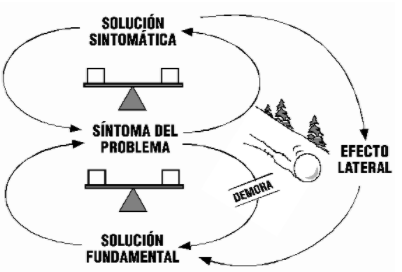 SOLUCIÓN
SINTOMÁTICA
SÍNTOMA DEL
PROBLEMA
EFECTO
LATERAL
DEMORA
SOLUCIÓN
FUNDAMENTAL